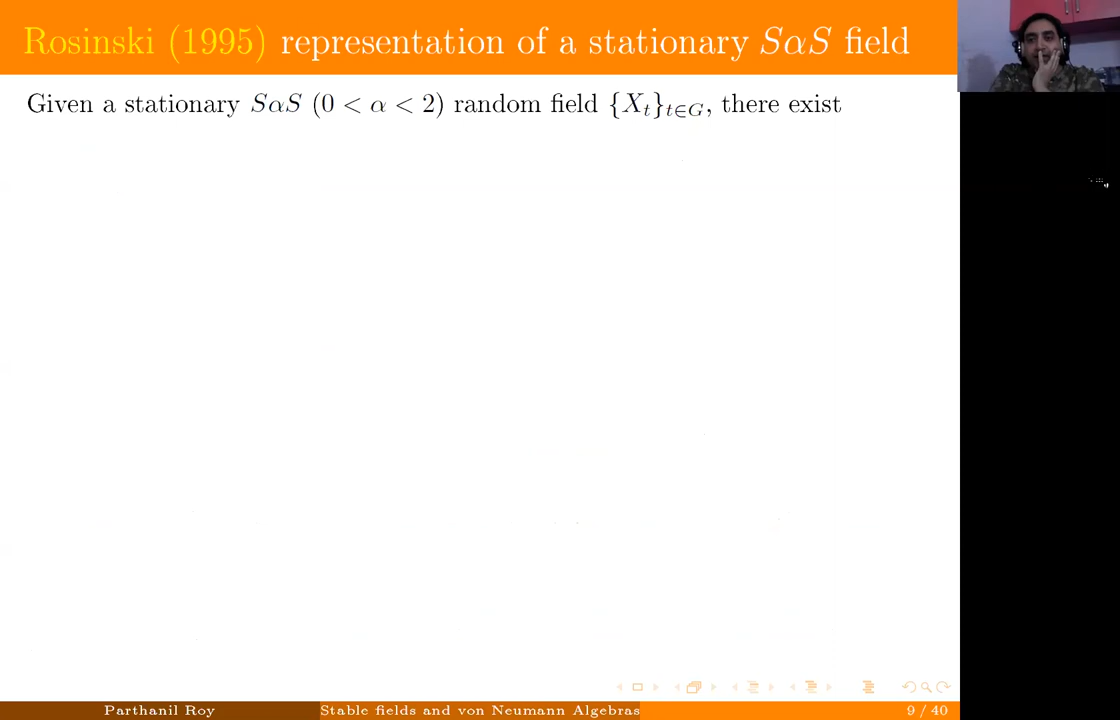 Rosinski (1995) representation of a stationary SαS field
Given a stationary SαS (0 < α < 2) random field {X_t}_{t∈G}, there exist
Parthanil Roy
Stable fields and von Neumann Algebras
9 / 40